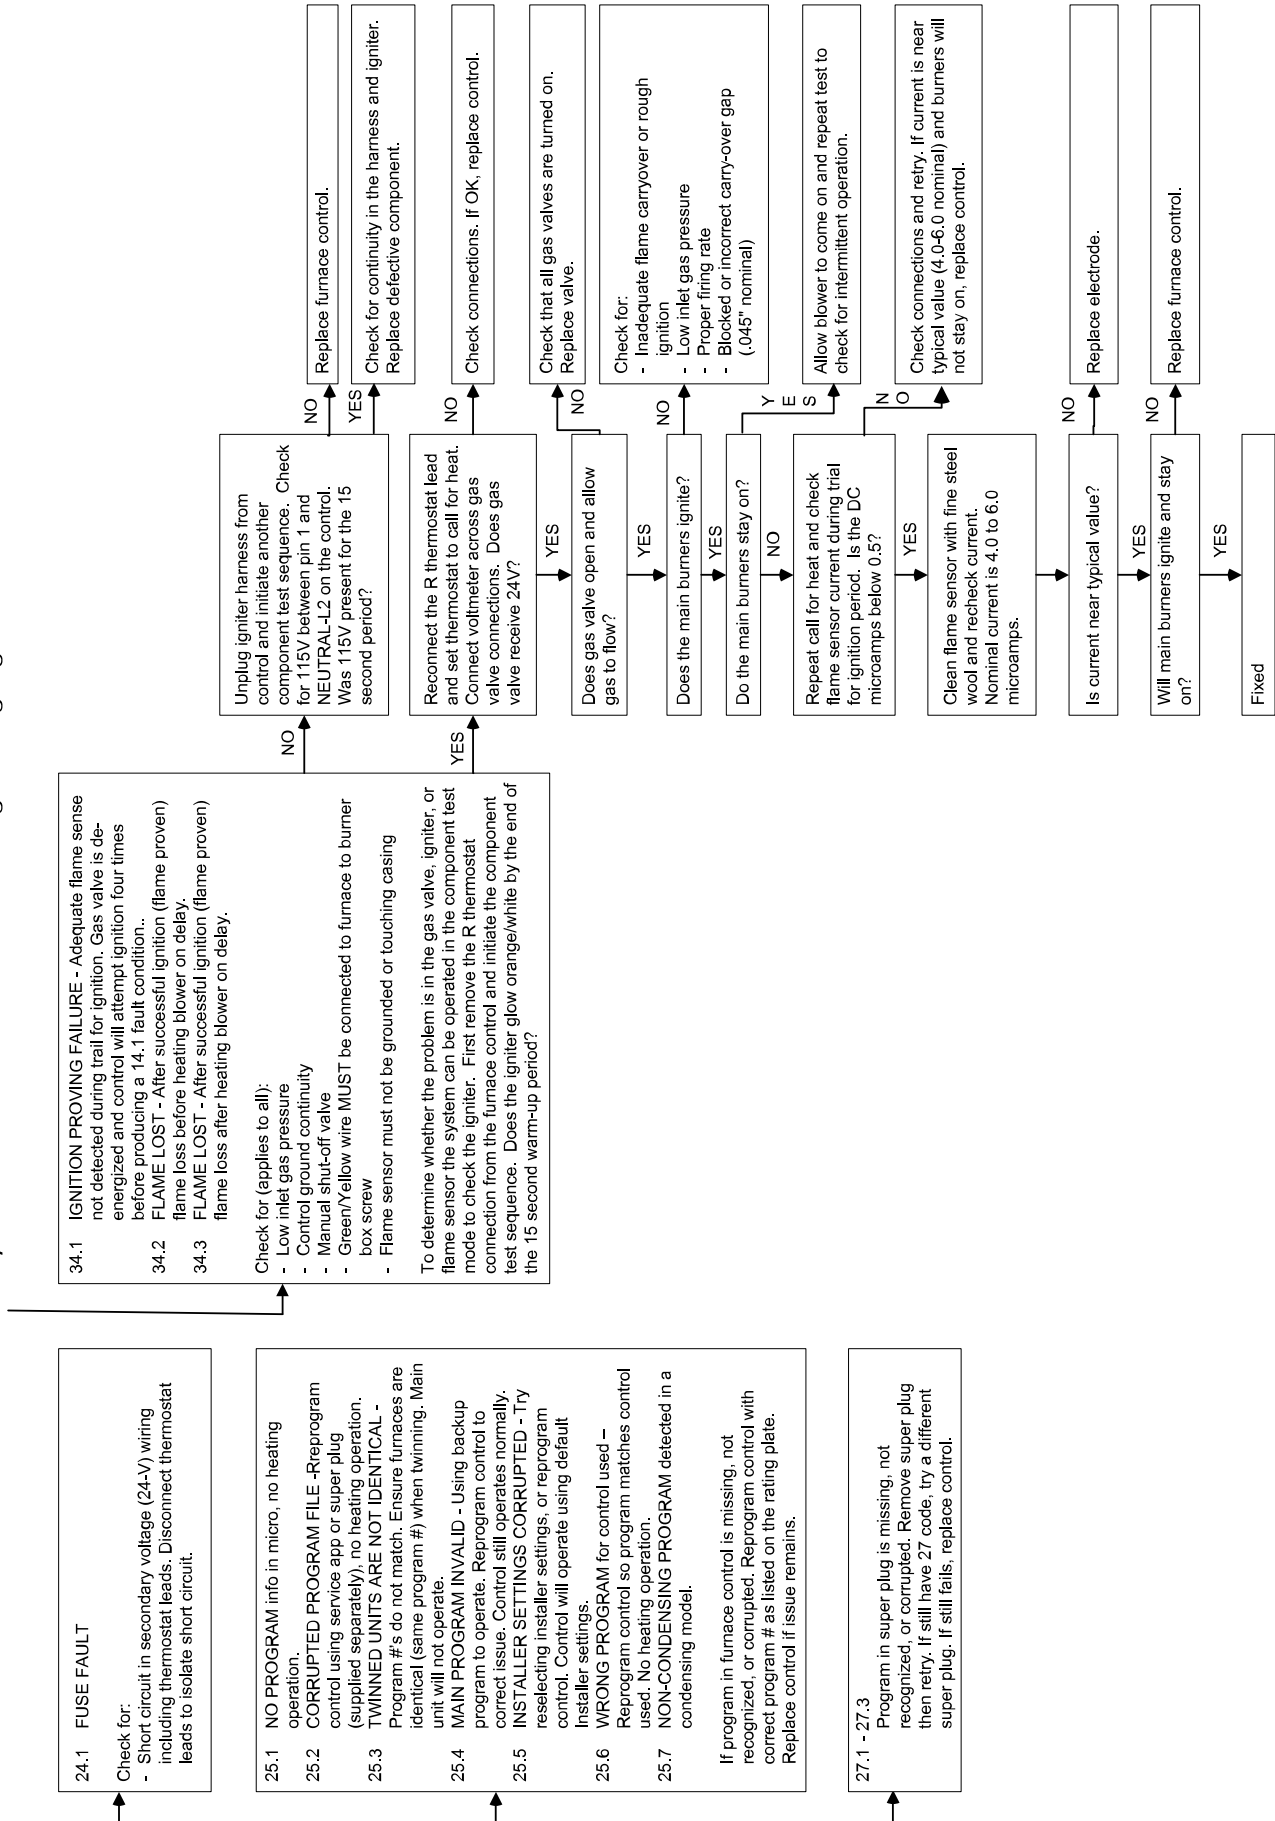 24.1 FUSE FAULT
Check for:
- Short circuit in secondary voltage (24-V) wiring
including thermostat leads. Disconnect thermostat
leads to isolate short circuit.
25.1 NO PROGRAM info in micro, no heating
operation.
25.2 CORRUPTED PROGRAM FILE -Rreprogram
control using service app or super plug
(supplied separately), no heating operation.
25.3 TWINNED UNITS ARE NOT IDENTICAL -
Program #'s do not match. Ensure furnaces are
identical (same program #) when twinning. Main
unit will not operate.
25.4 MAIN PROGRAM INVALID - Using backup
program to operate. Reprogram control to
correct issue. Control still operates normally.
25.5 INSTALLER SETTINGS CORRUPTED - Try
reselecting installer settings, or reprogram
control. Control will operate using default
Installer settings.
25.6 WRONG PROGRAM for control used –
Reprogram control so program matches control
used. No heating operation.
25.7 NON-CONDENSING PROGRAM detected in a
condensing model.
If program in furnace control is missing, not
recognized, or corrupted. Reprogram control with
correct program # as listed on the rating plate.
Replace control if issue remains.
27.1 - 27.3
Program in super plug is missing, not
recognized, or corrupted. Remove super plug
then retry. If still have 27 code, try a different
super plug. If still fails, replace control.
34.1 IGNITION PROVING FAILURE - Adequate flame sense
not detected during trail for ignition. Gas valve is de-
energized and control will attempt ignition four times
before producing a 14.1 fault condition..
34.2 FLAME LOST - After successful ignition (flame proven)
flame loss before heating blower on delay.
34.3 FLAME LOST - After successful ignition (flame proven)
flame loss after heating blower on delay.
Check for (applies to all):
- Low inlet gas pressure
- Control ground continuity
- Manual shut-off valve
- Green/Yellow wire MUST be connected to furnace to burner
box screw
- Flame sensor must not be grounded or touching casing
To determine whether the problem is in the gas valve, igniter, or
flame sensor the system can be operated in the component test
mode to check the igniter. First remove the R thermostat
connection from the furnace control and initiate the component
test sequence. Does the igniter glow orange/white by the end of
the 15 second warm-up period?
NO
YES
Unplug igniter harness from
control and initiate another
component test sequence. Check
for 115V between pin 1 and
NEUTRAL-L2 on the control.
Was 115V present for the 15
second period?
NO
Replace furnace control.
YES
Check for continuity in the harness and igniter.
Replace defective component.
Reconnect the R thermostat lead
and set thermostat to call for heat.
Connect voltmeter across gas
valve connections. Does gas
valve receive 24V?
NO
Check connections. If OK, replace control.
YES
Does gas valve open and allow
gas to flow?
NO
Check that all gas valves are turned on.
Replace valve.
YES
Does the main burners ignite?
NO
Check for:
- Inadequate flame carryover or rough
ignition
- Low inlet gas pressure
- Proper firing rate
- Blocked or incorrect carry-over gap
(.045" nominal)
YES
Do the main burners stay on?
YES
Allow blower to come on and repeat test to
check for intermittent operation.
NO
Repeat call for heat and check
flame sensor current during trial
for ignition period. Is the DC
microamps below 0.5?
NO
Check connections and retry. If current is near
typical value (4.0-6.0 nominal) and burners will
not stay on, replace control.
YES
Clean flame sensor with fine steel
wool and recheck current.
Nominal current is 4.0 to 6.0
microamps.
Is current near typical value?
NO
Replace electrode.
YES
Will main burners ignite and stay
on?
NO
Replace furnace control.
YES
Fixed